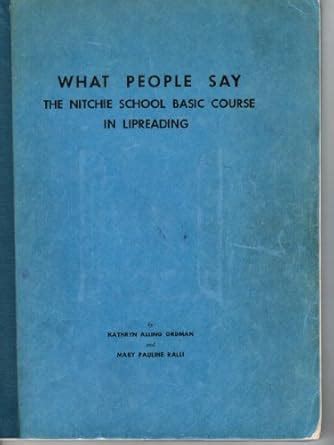 WHAT PEOPLE SAY
THE NITCHIE SCHOOL BASIC COURSE
IN LIPREADING
by
KATHRYN ALLING ORDMAN
and
MARY PAULINE RALLI